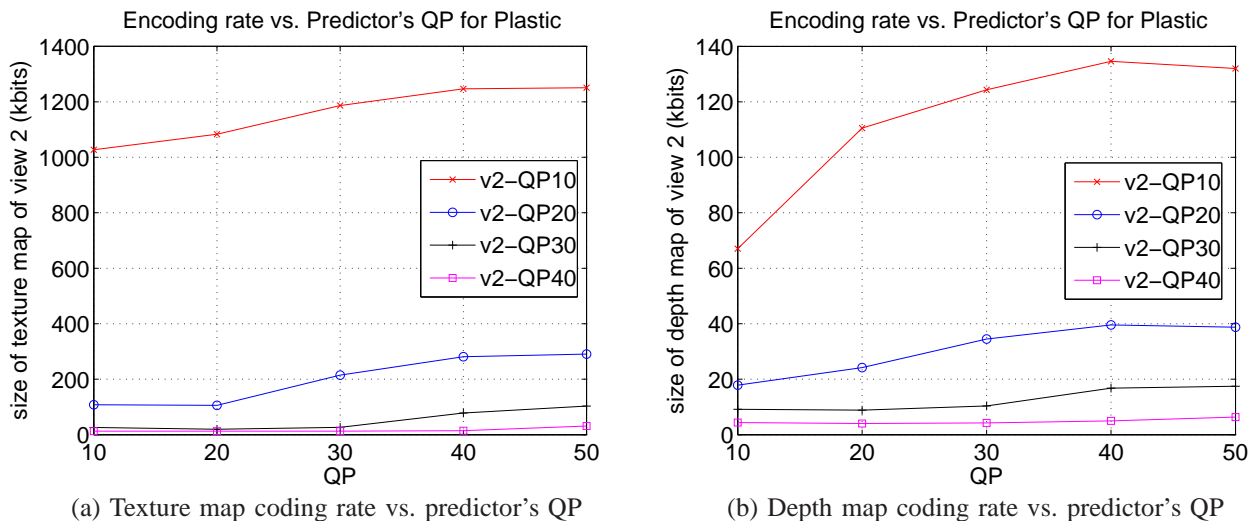 Encoding rate vs. Predictor's QP for Plastic
size of texture map of view 2 (kbits)
1400
1200
1000
800
600
400
200
0
10 20 30 40 50
QP
v2−QP10
v2−QP20
v2−QP30
v2−QP40
(a) Texture map coding rate vs. predictor's QP
Encoding rate vs. Predictor's QP for Plastic
size of depth map of view 2 (kbits)
140
120
100
80
60
40
20
0
10 20 30 40 50
QP
v2−QP10
v2−QP20
v2−QP30
v2−QP40
(b) Depth map coding rate vs. predictor's QP